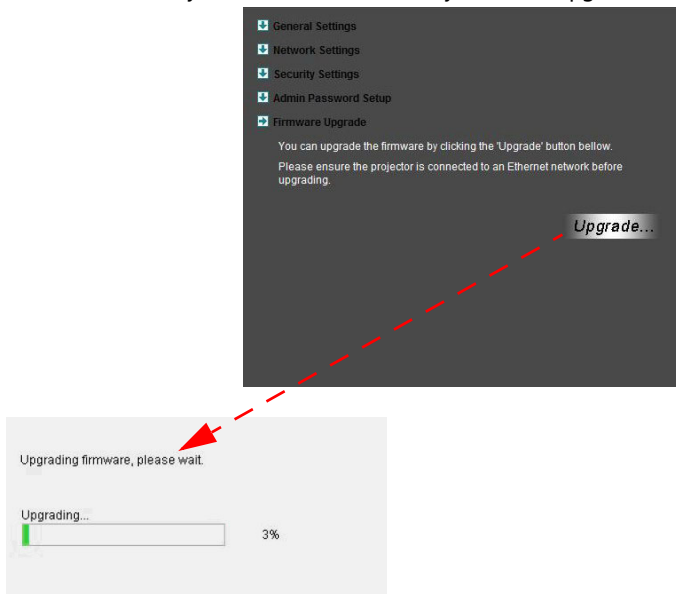 General Settings
Network Settings
Security Settings
Admin Password Setup
Firmware Upgrade
You can upgrade the firmware by clicking the 'Upgrade' button bellow.
Please ensure the projector is connected to an Ethernet network before
upgrading.
Upgrade...
Upgrading firmware, please wait.
Upgrading...
3%